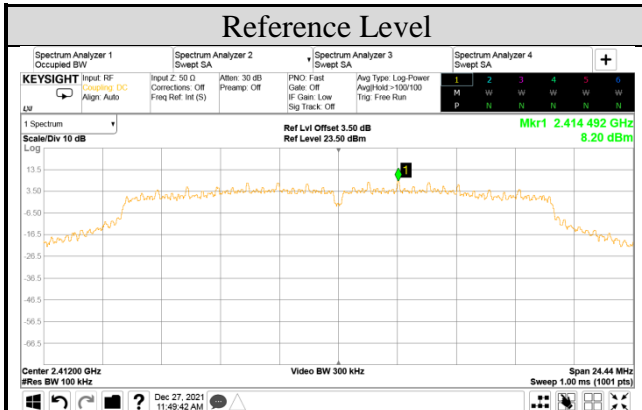 Reference Level
Spectrum Analyzer 1
Occupied BW
Spectrum Analyzer 2
Swept SA
Spectrum Analyzer 3
Swept SA
Spectrum Analyzer 4
Swept SA
+
KEYSIGHT
Input: RF
Coupling: DC
Align: Auto
Input Z: 50 Ω
Corrections: Off
Freq Ref: Int (S)
Atten: 30 dB
Preamp: Off
PNO: Fast
Gate: Off
IF Gain: Low
Sig Track: Off
Avg Type: Log-Power
Avg|Hold:>100/100
Trig: Free Run
1 2 3 4 5 6
M W W W W W
P N N N N N
LXI
1 Spectrum
Scale/Div 10 dB
Log
Ref Lvl Offset 3.50 dB
Ref Level 23.50 dBm
Mkr1 2.414 492 GHz
8.20 dBm
1
13.5
3.50
-6.50
-16.5
-26.5
-36.5
-46.5
-56.5
-66.5
Center 2.41200 GHz
#Res BW 100 kHz
Video BW 300 kHz
Span 24.44 MHz
Sweep 1.00 ms (1001 pts)
?
Dec 27, 2021
11:49:42 AM